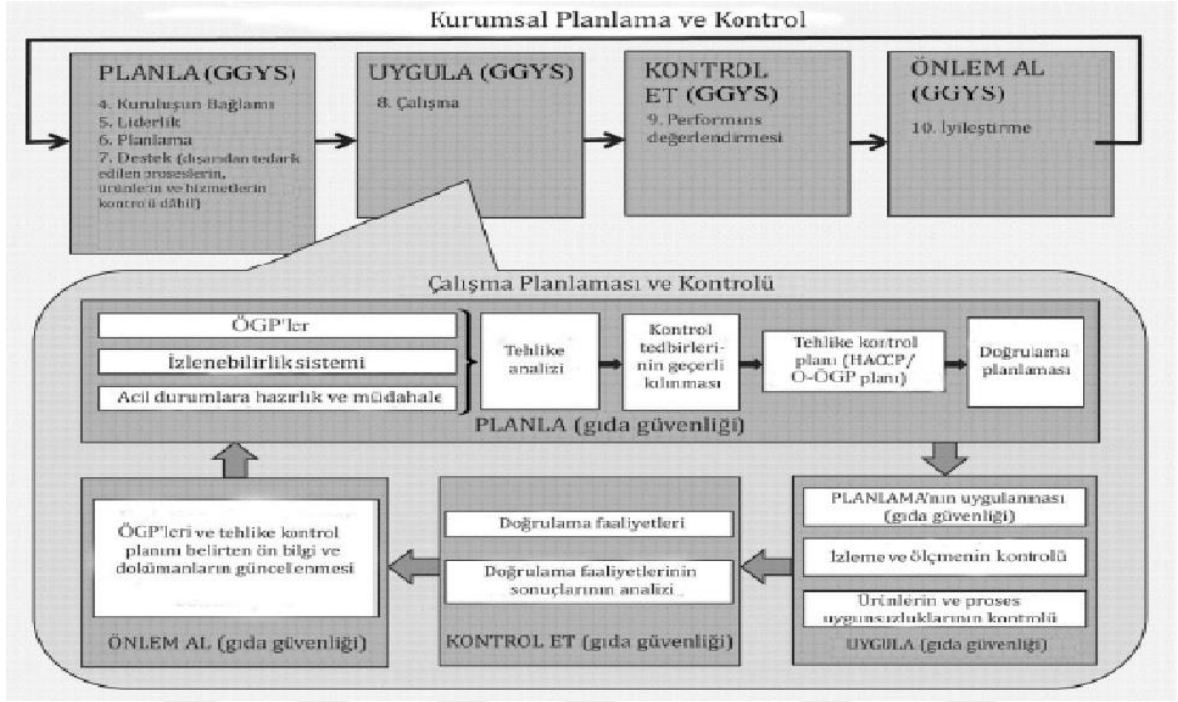 Kurumsal Planlama ve Kontrol
PLANLA (GGYS)
4. Kuruluşun Bağlamı
5. Liderlik
6. Planlama
7. Destek (dışarıdan tedarik
edilen proseslerin,
ürünlerin ve hizmetlerin
kontrolü dâhil)
UYGULA (GGYS)
8. Çalışma
KONTROL
ET (GGYS)
9. Performans
değerlendirmesi
ÖNLEM AL
(GGYS)
10. İyileştirme
Çalışma Planlaması ve Kontrolü
ÖGP'ler
İzlenebilirlik sistemi
Acil durumlara hazırlık ve müdahale
Tehlike
analizi
Kontrol
tedbirleri-
nin geçerli
kılınması
Tehlike kontrol
planı (HACCP/
O-ÖGP planı)
Doğrulama
planlaması
PLANLA (gıda güvenliği)
ÖGP'leri ve tehlike kontrol
planını belirten ön bilgi ve
dokümanların güncellenmesi
ÖNLEM AL (gıda güvenliği)
Doğrulama faaliyetleri
Doğrulama faaliyetlerinin
sonuçlarının analizi
KONTROL ET (gıda güvenliği)
PLANLAMA'nın uygulanması
(gıda güvenliği)
İzleme ve ölçmenin kontrolü
Ürünlerin ve proses
uygunsuzluklarının kontrolü
UYGULA (gıda güvenliği)